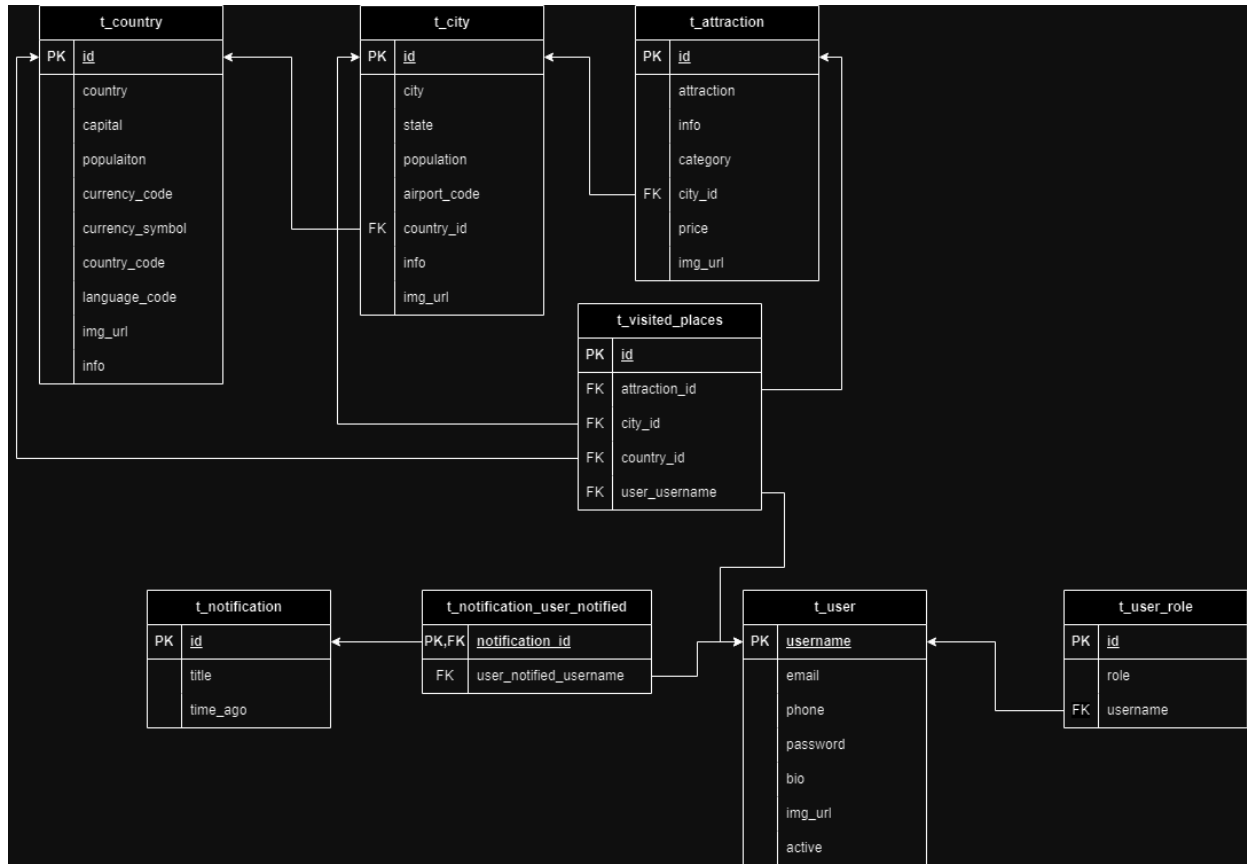 t_country
PK id
country
capital
populaiton
currency_code
currency_symbol
country_code
language_code
img_url
info
t_city
PK id
city
state
population
airport_code
FK country_id
info
img_url
t_attraction
PK id
attraction
info
category
FK city_id
price
img_url
t_visited_places
PK id
FK attraction_id
FK city_id
FK country_id
FK user_username
t_notification
PK id
title
time_ago
t_notification_user_notified
PK,FK notification_id
FK user_notified_username
t_user
PK username
email
phone
password
bio
img_url
active
t_user_role
PK id
role
FK username